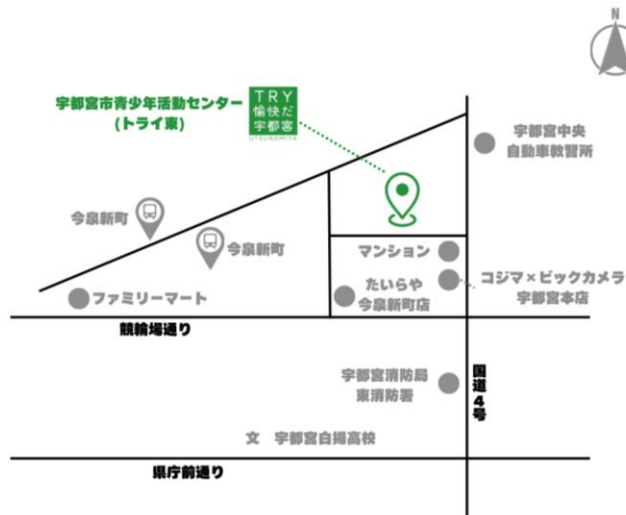 N
宇都宮市青少年活動センター
(トライ東)
TRY
愉快だ
宇都宮
UTSUNOMIYA
宇都宮中央
自動車教習所
今泉新町
今泉新町
マンション
コジマ×ビックカメラ
宇都宮本店
ファミリーマート
たいらや
今泉新町店
競輪場通り
宇都宮消防局
東消防署
国道4号
文 宇都宮白楊高校
県庁前通り